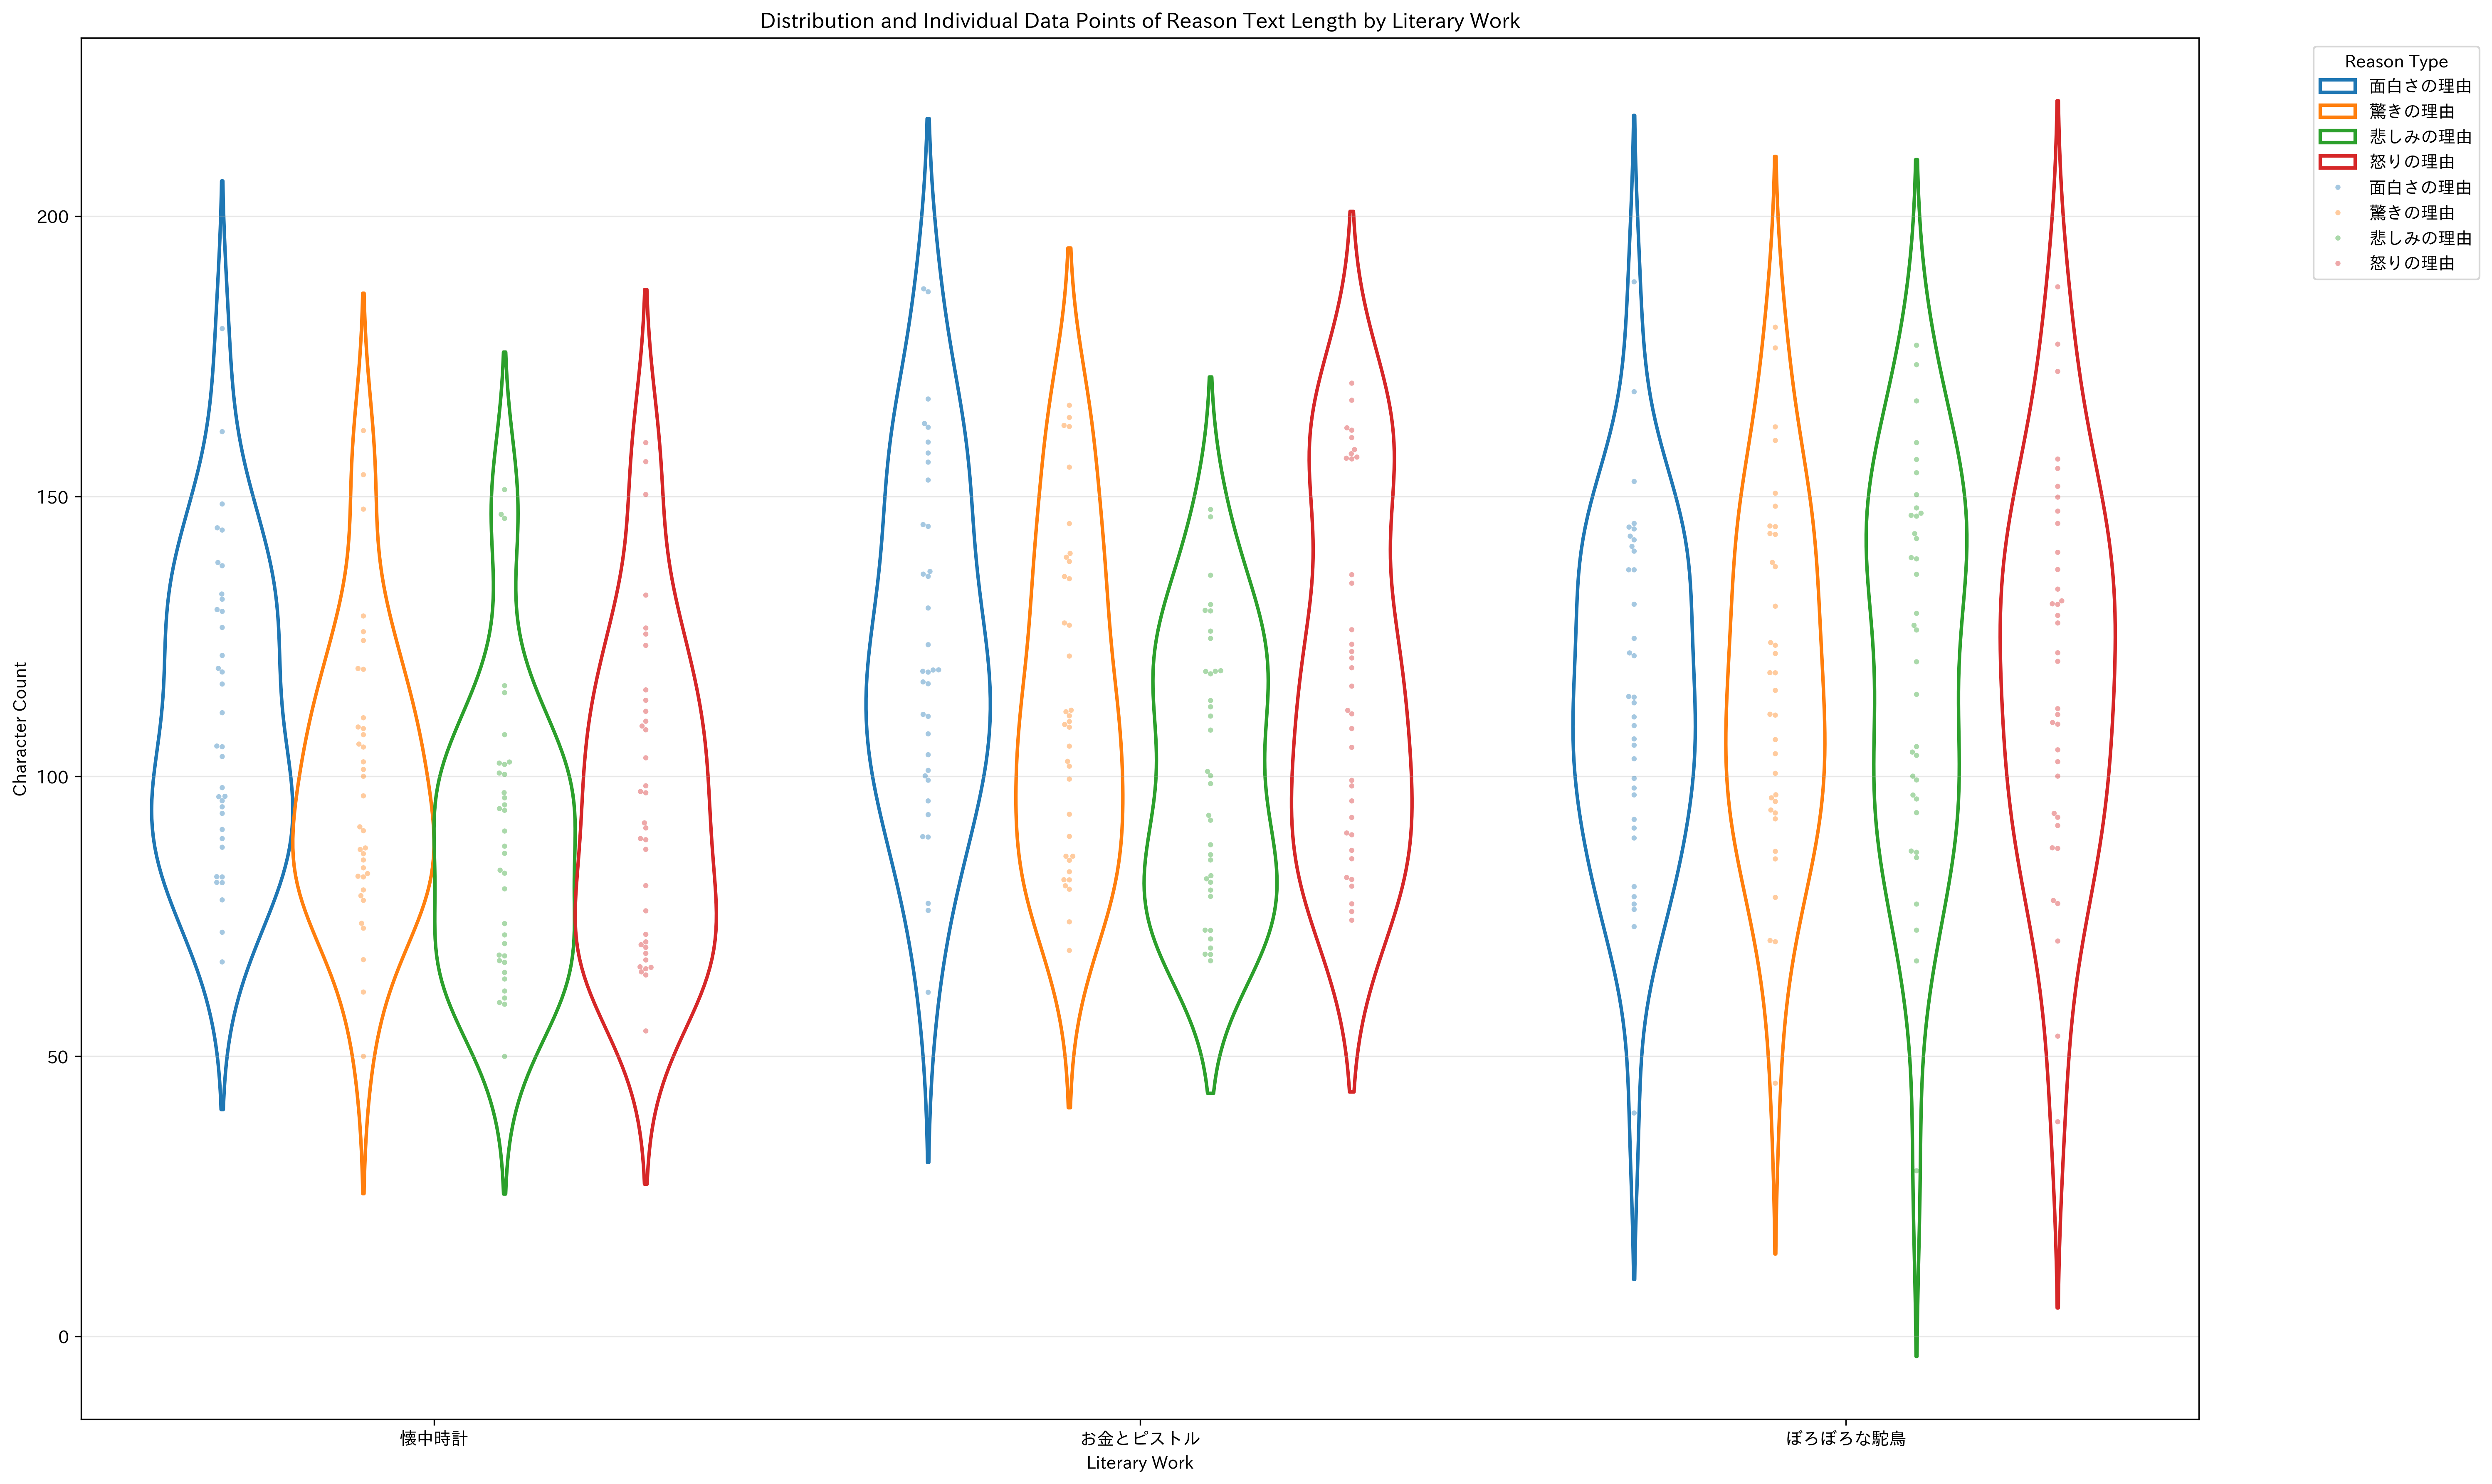 Distribution and Individual Data Points of Reason Text Length by Literary Work
Character Count
200
150
100
50
0
懐中時計
お金とピストル
ぼろぼろな駝鳥
Literary Work
Reason Type
面白さの理由
驚きの理由
悲しみの理由
怒りの理由
面白さの理由
驚きの理由
悲しみの理由
怒りの理由